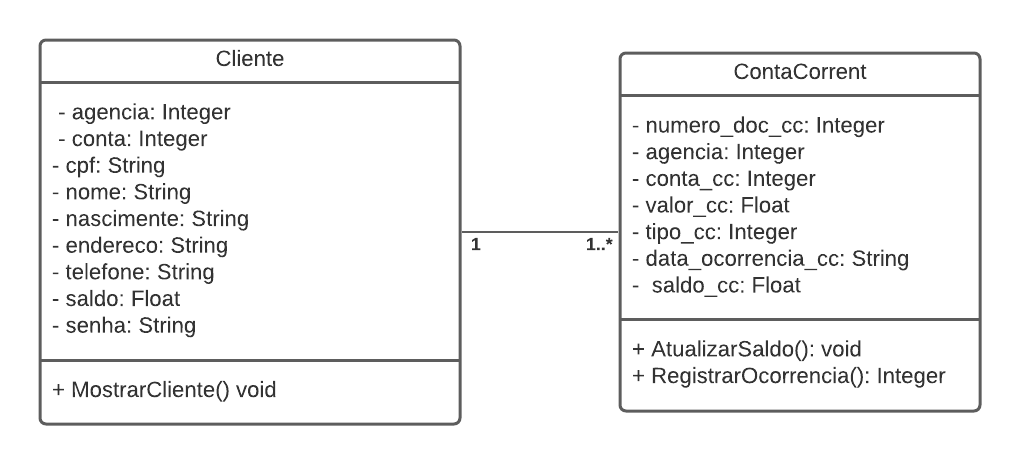 Cliente
- agencia: Integer
- conta: Integer
- cpf: String
- nome: String
- nascimente: String
- endereco: String
- telefone: String
- saldo: Float
- senha: String
+ MostrarCliente() void
1
1..*
ContaCorrent
- numero_doc_cc: Integer
- agencia: Integer
- conta_cc: Integer
- valor_cc: Float
- tipo_cc: Integer
- data_ocorrencia_cc: String
- saldo_cc: Float
+ AtualizarSaldo(): void
+ RegistrarOcorrencia(): Integer